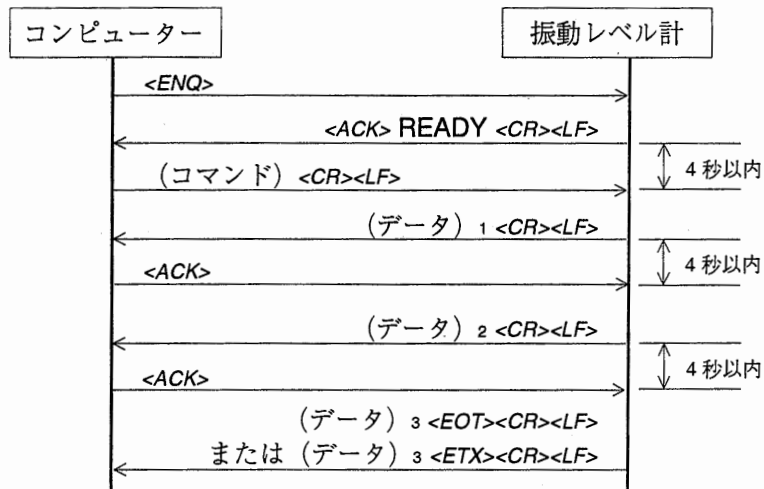 コンピューター
振動レベル計
<ENQ>
<ACK> READY <CR><LF>
4秒以内
(コマンド) <CR><LF>
(データ) 1 <CR><LF>
4秒以内
<ACK>
(データ) 2 <CR><LF>
4秒以内
<ACK>
(データ) 3 <EOT><CR><LF>
または (データ) 3 <ETX><CR><LF>